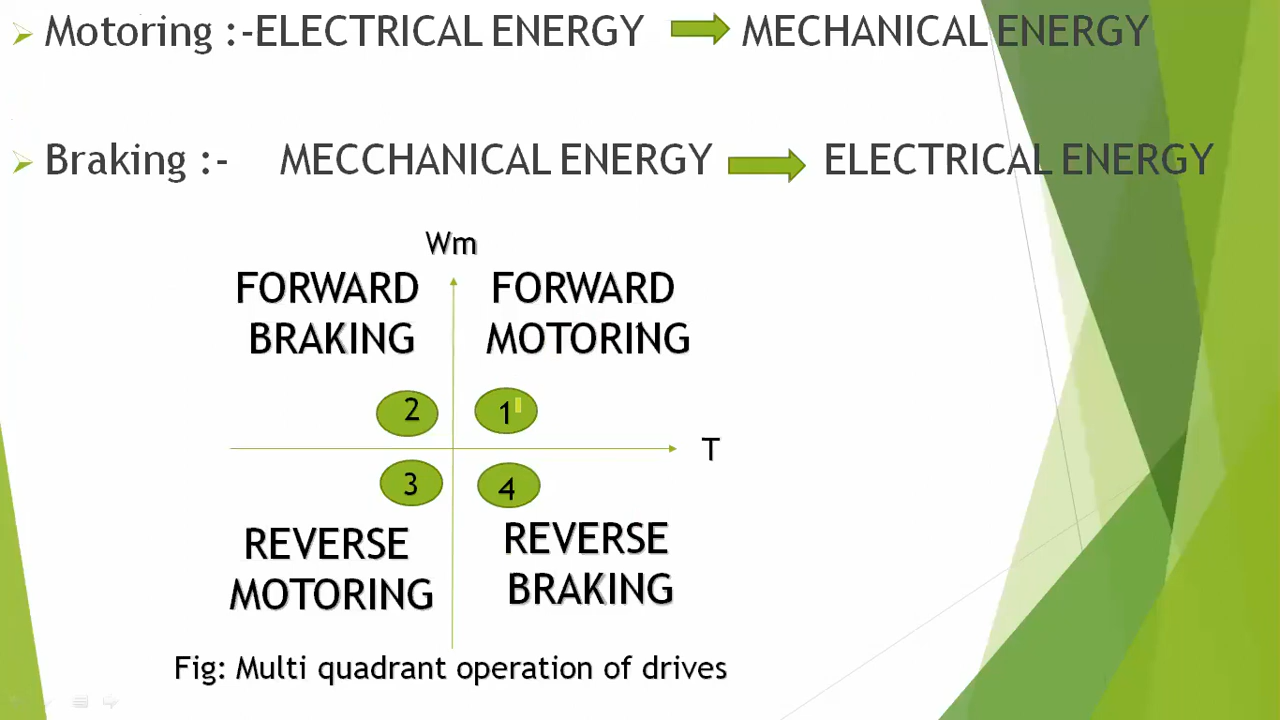 Motoring :-ELECTRICAL ENERGY MECHANICAL ENERGY
Braking :- MECCHANICAL ENERGY ELECTRICAL ENERGY
Wm
FORWARD BRAKING
FORWARD MOTORING
2
1
T
3
4
REVERSE MOTORING
REVERSE BRAKING
Fig: Multi quadrant operation of drives